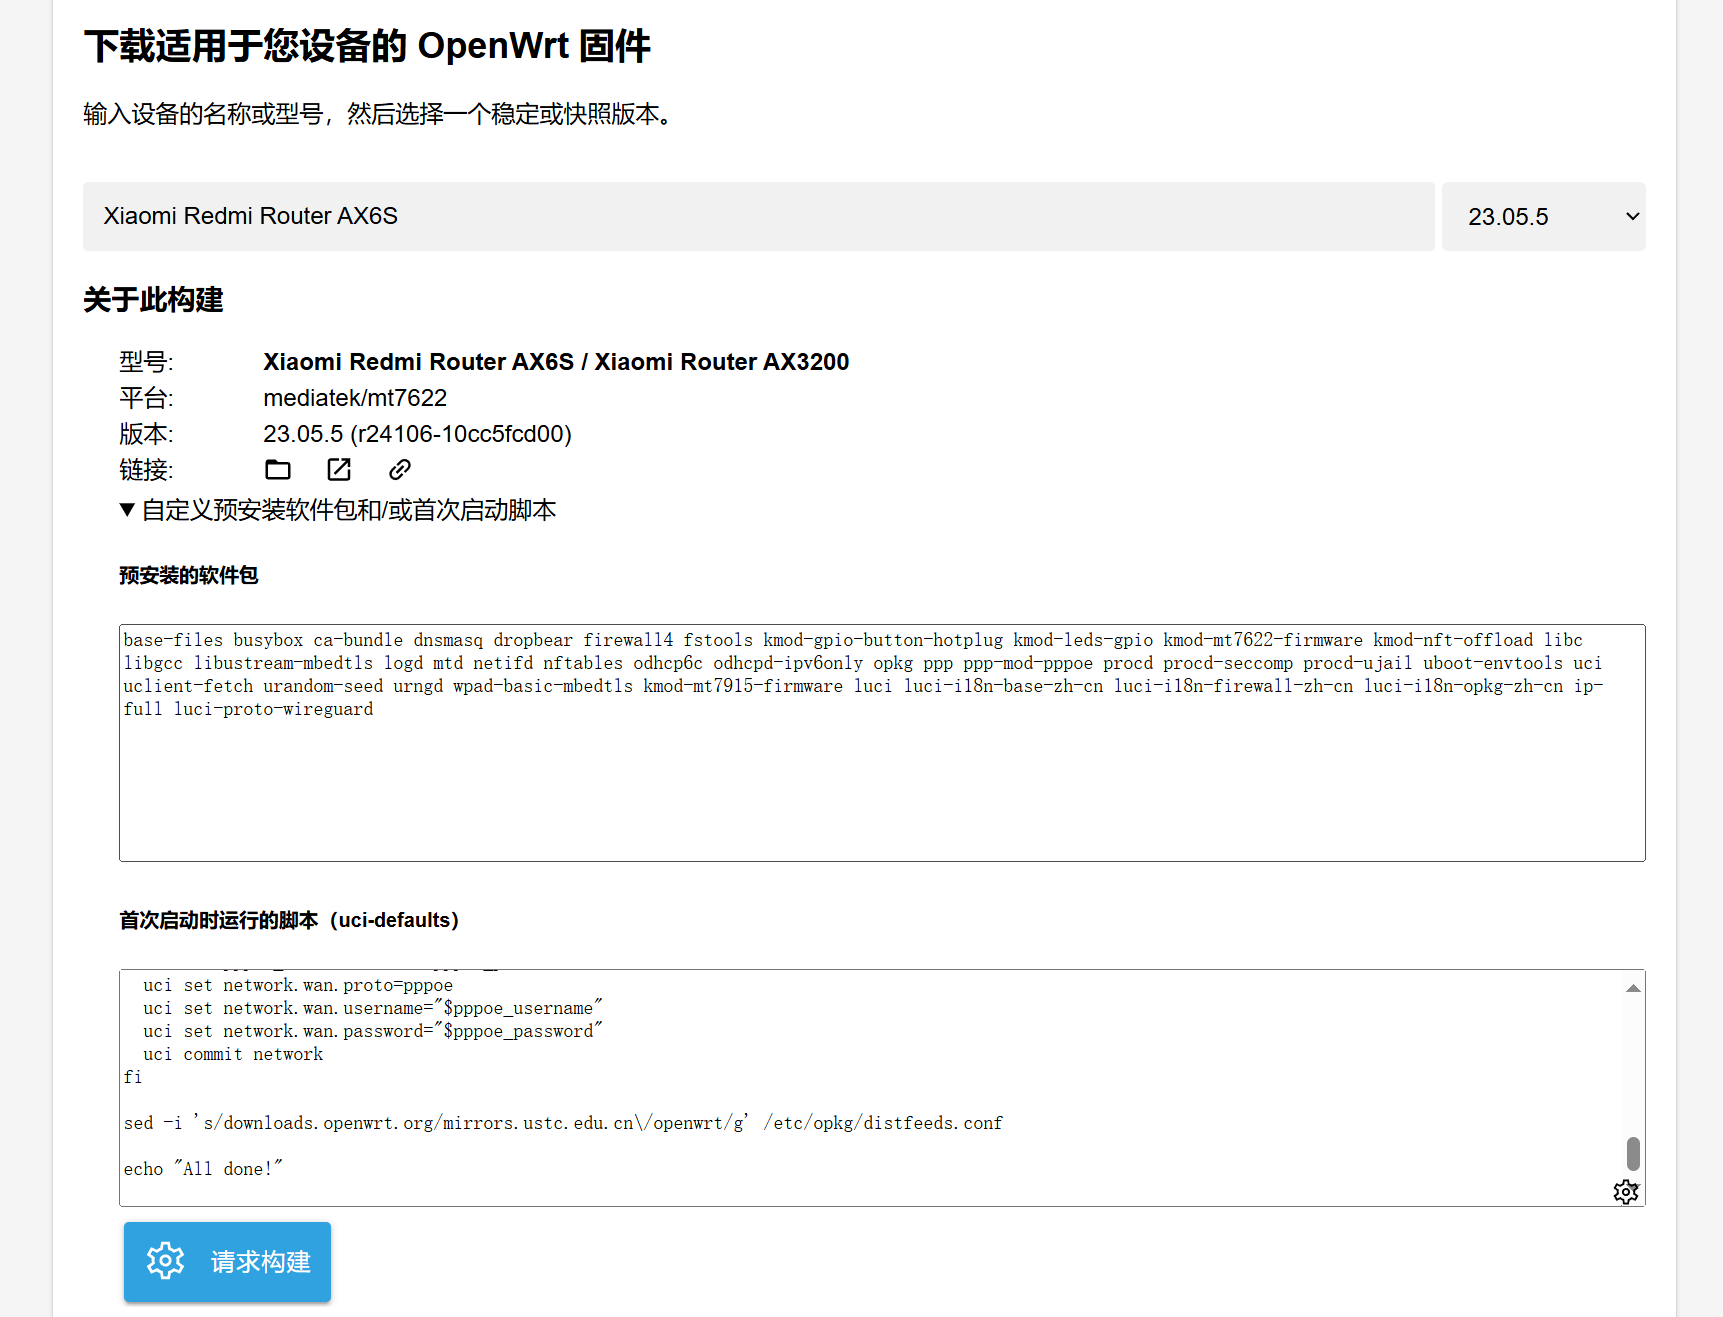 下载适用于您设备的 OpenWrt 固件
输入设备的名称或型号，然后选择一个稳定或快照版本。
Xiaomi Redmi Router AX6S
23.05.5
关于此构建
型号: Xiaomi Redmi Router AX6S / Xiaomi Router AX3200
平台: mediatek/mt7622
版本: 23.05.5 (r24106-10cc5fcd00)
链接:
▼ 自定义预安装软件包和/或首次启动脚本
预安装的软件包
base-files busybox ca-bundle dnsmasq dropbear firewall4 fstools kmod-gpio-button-hotplug kmod-leds-gpio kmod-mt7622-firmware kmod-nft-offload libc
libgcc libustream-mbedtls logd mtd netifd nftables odhcp6c odhcpd-ipv6only opkg ppp ppp-mod-pppoe procd procd-seccomp procd-ujail uboot-envtools uci
uclient-fetch urandom-seed urngd wpad-basic-mbedtls kmod-mt7915-firmware luci luci-i18n-base-zh-cn luci-i18n-firewall-zh-cn luci-i18n-opkg-zh-cn ip-
full luci-proto-wireguard
首次启动时运行的脚本（uci-defaults）
uci set network.wan.proto=pppoe
uci set network.wan.username="$pppoe_username"
uci set network.wan.password="$pppoe_password"
uci commit network
fi
sed -i 's/downloads.openwrt.org/mirrors.ustc.edu.cn\/openwrt/g' /etc/opkg/distfeeds.conf
echo "All done!"
请求构建